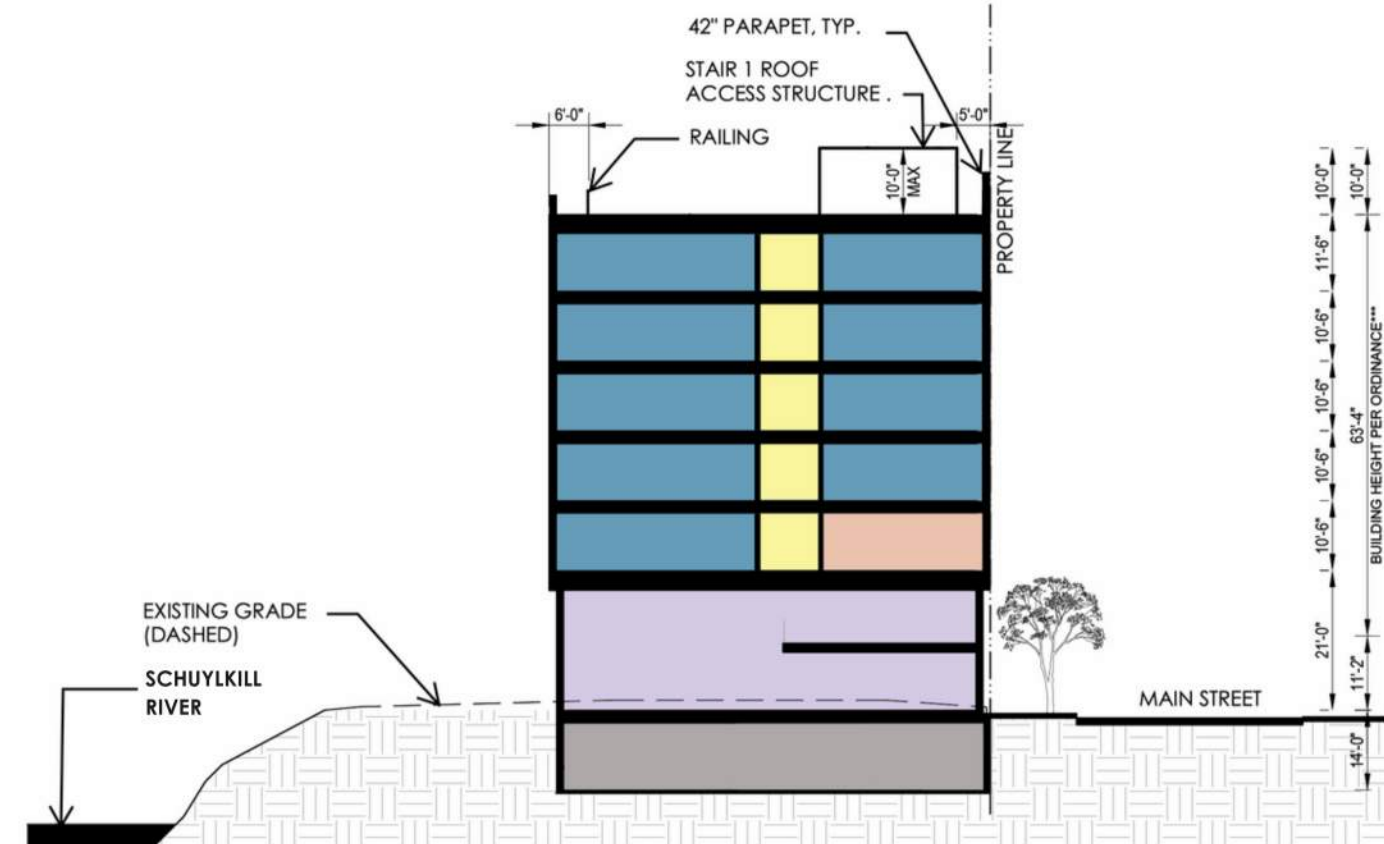 42" PARAPET, TYP.
STAIR 1 ROOF
ACCESS STRUCTURE .
6'-0"
5'-0"
RAILING
10'-0"
MAX
PROPERTY LINE
10'-0"
10'-0"
11'-6"
10'-6"
10'-6"
10'-6"
10'-6"
63'-4"
BUILDING HEIGHT PER ORDINANCE***
21'-0"
11'-2"
14'-0"
EXISTING GRADE
(DASHED)
SCHUYLKILL
RIVER
MAIN STREET